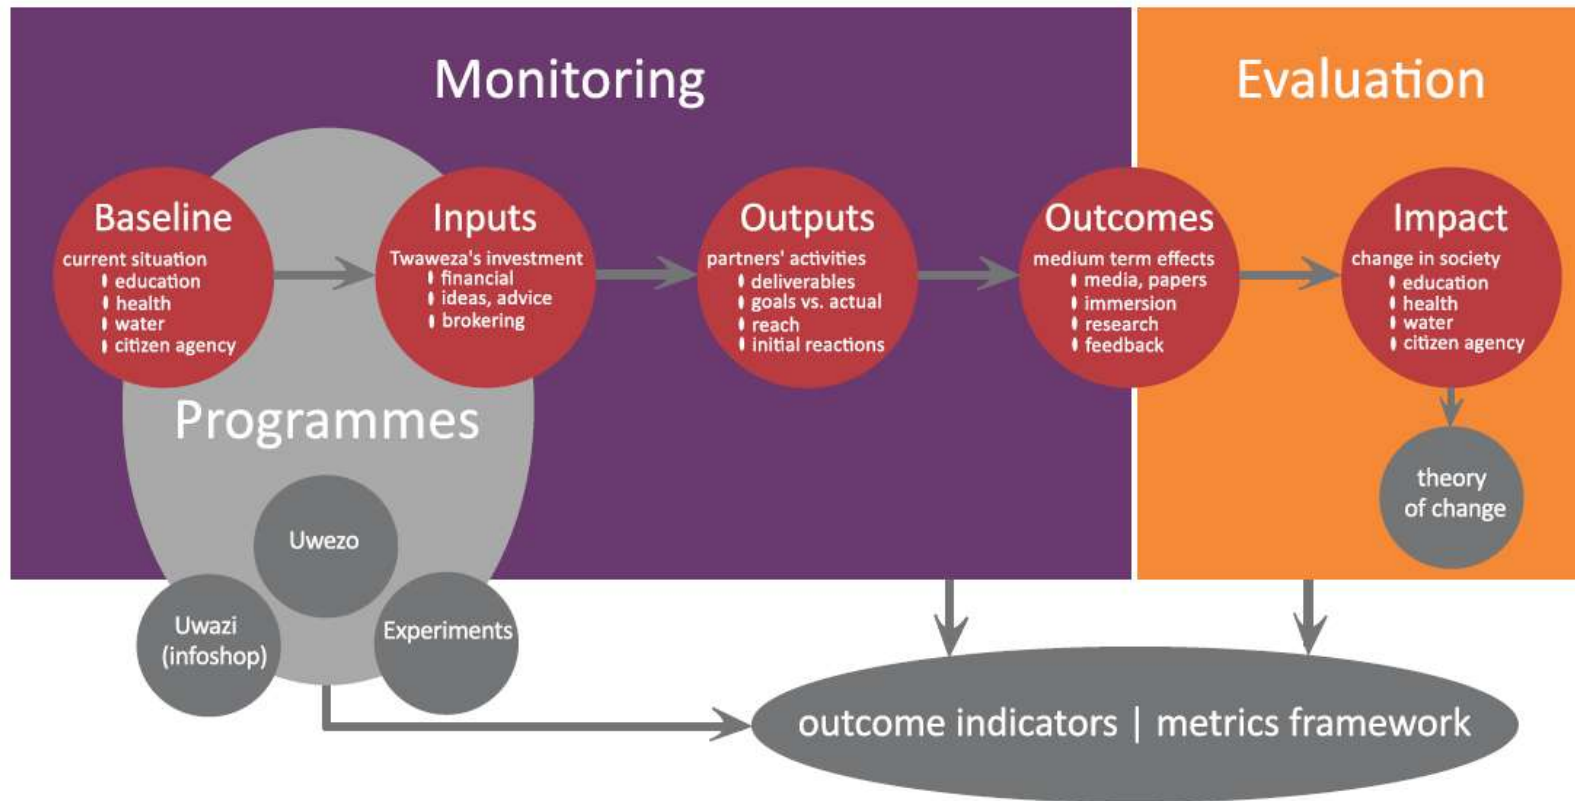 Monitoring
Evaluation
Baseline
current situation
education
health
water
citizen agency
Inputs
Twaweza's investment
financial
ideas, advice
brokering
Outputs
partners' activities
deliverables
goals vs. actual
reach
initial reactions
Outcomes
medium term effects
media, papers
immersion
research
feedback
Impact
change in society
education
health
water
citizen agency
Programmes
theory
of change
Uwezo
Uwazi
(infoshop)
Experiments
outcome indicators | metrics framework